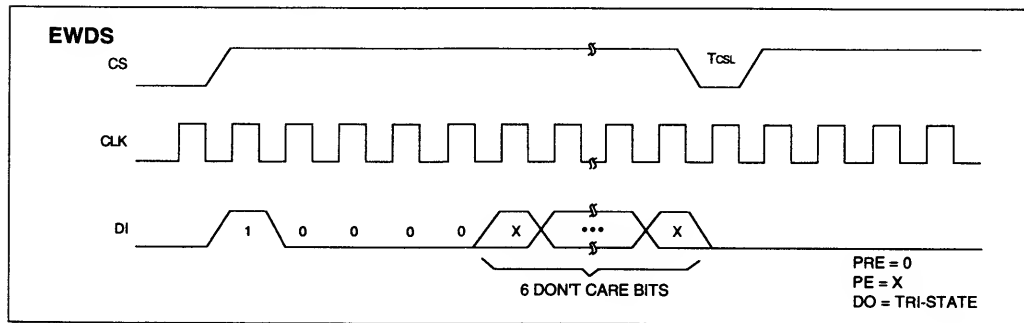 EWDS
CS
TCSL
CLK
DI
1 0 0 0 0 X ••• X
6 DON'T CARE BITS
PRE = 0
PE = X
DO = TRI-STATE